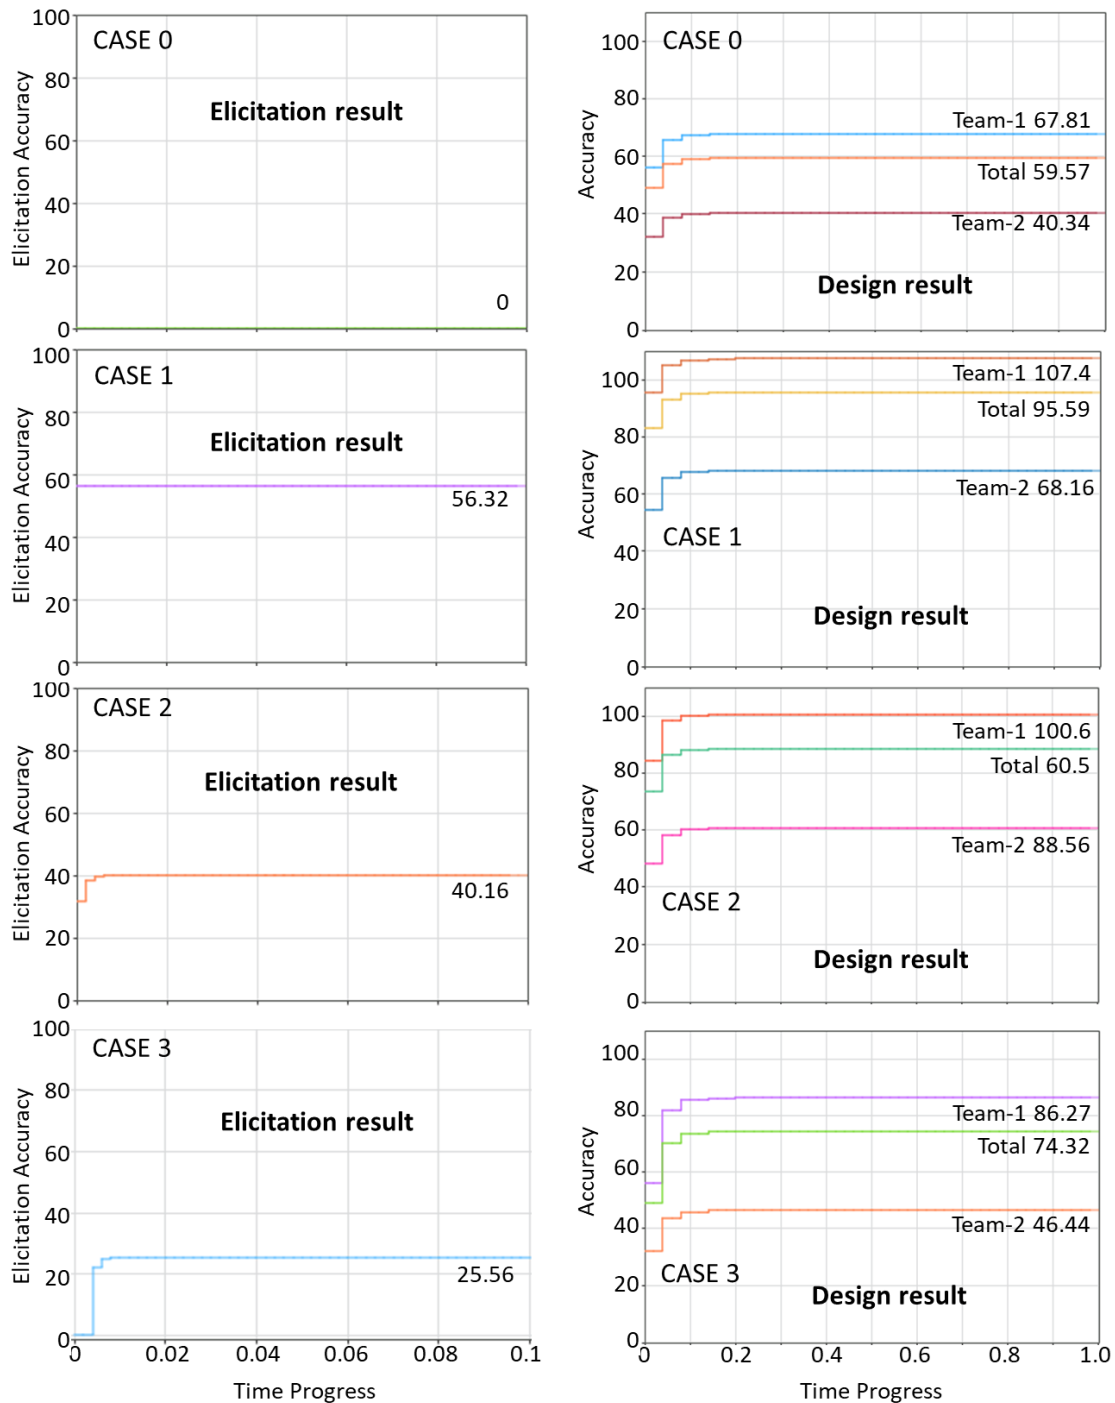 100
CASE 0
80
Elicitation result
60
40
20
0
0
Elicitation Accuracy
CASE 0
100
80
Team-1 67.81
60
Total 59.57
40
Team-2 40.34
20
Design result
0
Accuracy
100
CASE 1
80
Elicitation result
60
56.32
40
20
0
Elicitation Accuracy
100
Team-1 107.4
Total 95.59
80
60
Team-2 68.16
CASE 1
40
20
Design result
0
Accuracy
100
CASE 2
80
Elicitation result
60
40
40.16
20
0
Elicitation Accuracy
100
Team-1 100.6
80
Total 60.5
60
Team-2 88.56
40
CASE 2
20
Design result
0
Accuracy
100
CASE 3
80
Elicitation result
60
40
20
25.56
0
Elicitation Accuracy
0 0.02 0.04 0.06 0.08 0.1
Time Progress
100
80
Team-1 86.27
Total 74.32
60
40
Team-2 46.44
CASE 3
20
Design result
0
Accuracy
0 0.2 0.4 0.6 0.8 1.0
Time Progress